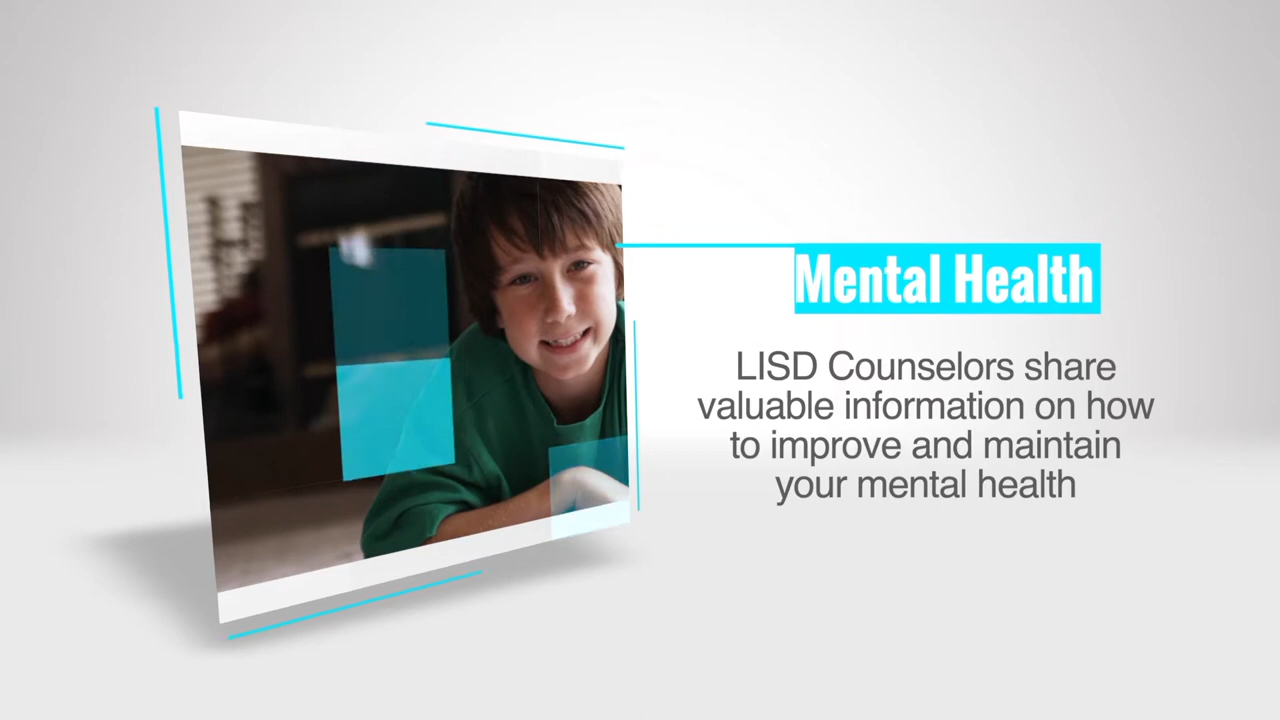 Mental Health
LISD Counselors share
valuable information on how
to improve and maintain
your mental health